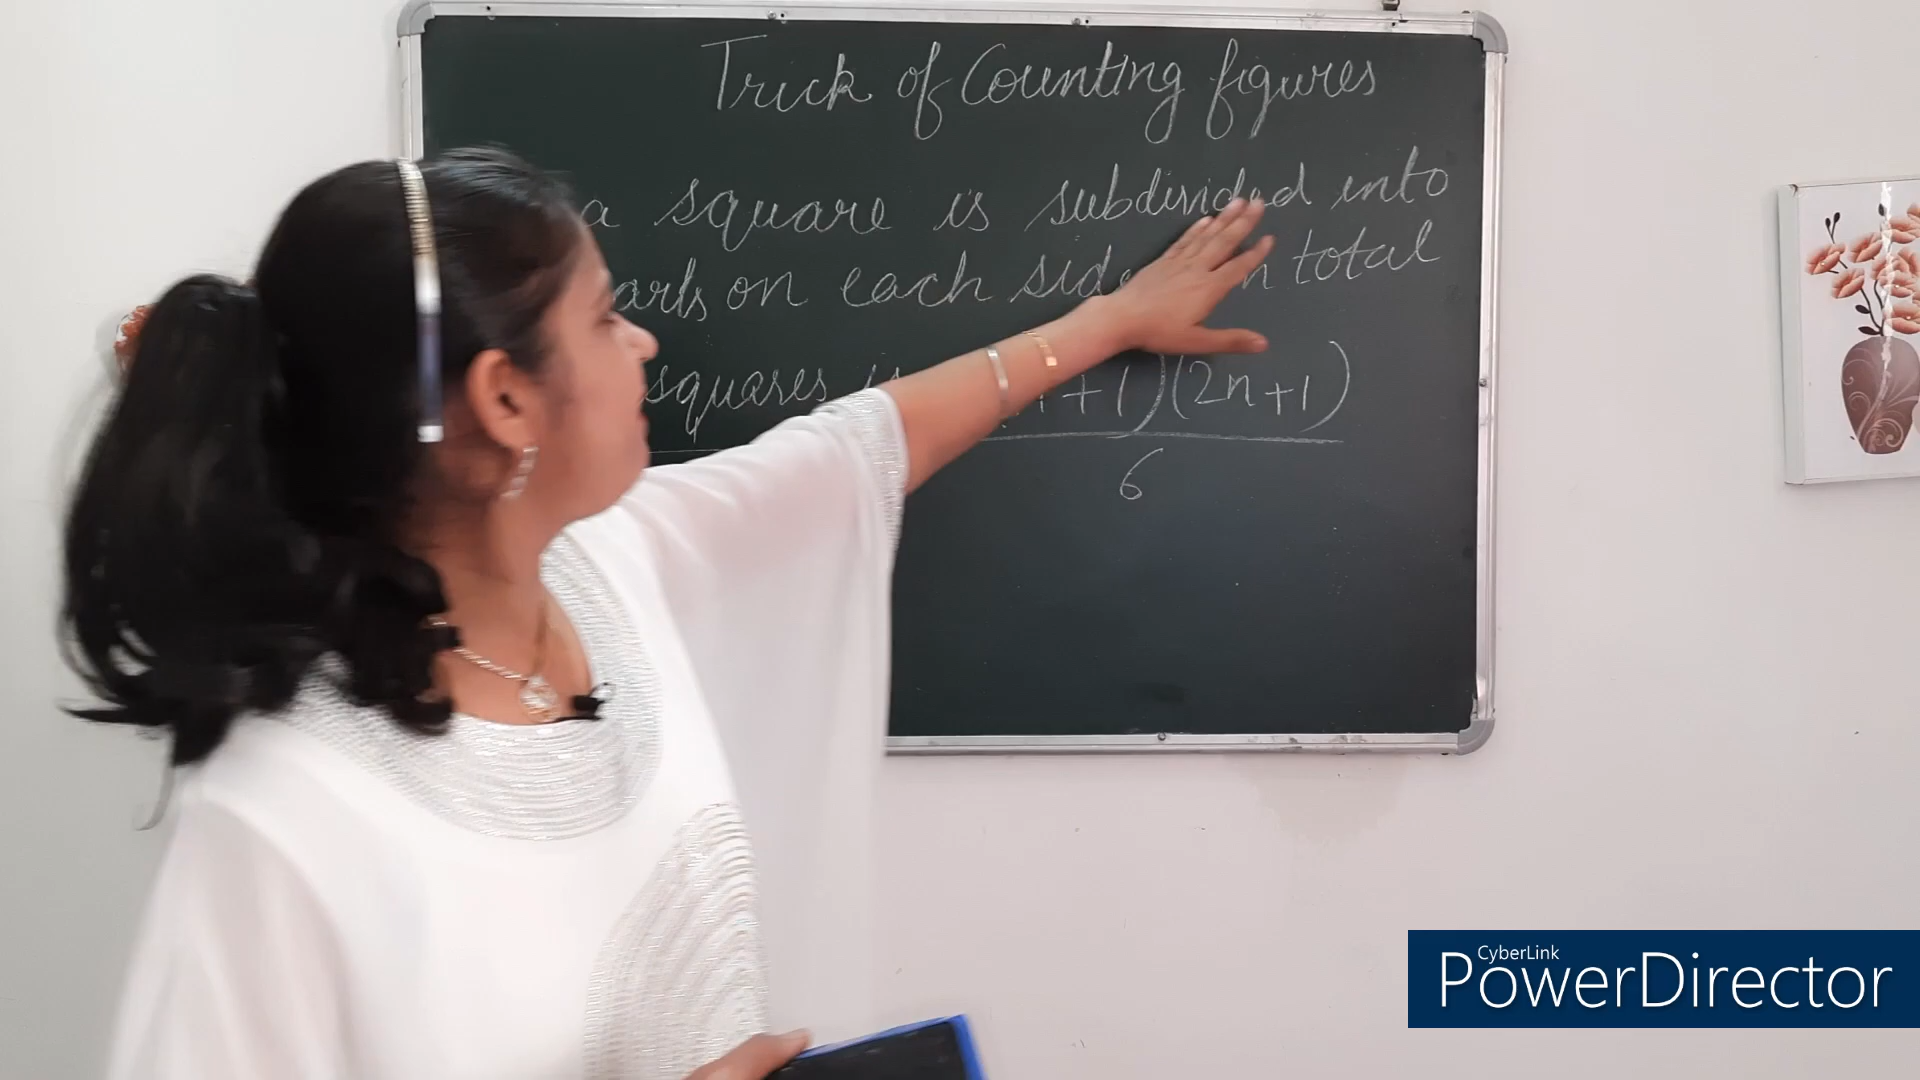 Trick of Counting figures
a square is subdivided into
on each side total
squares is +1)(2n+1)
6
CyberLink
PowerDirector